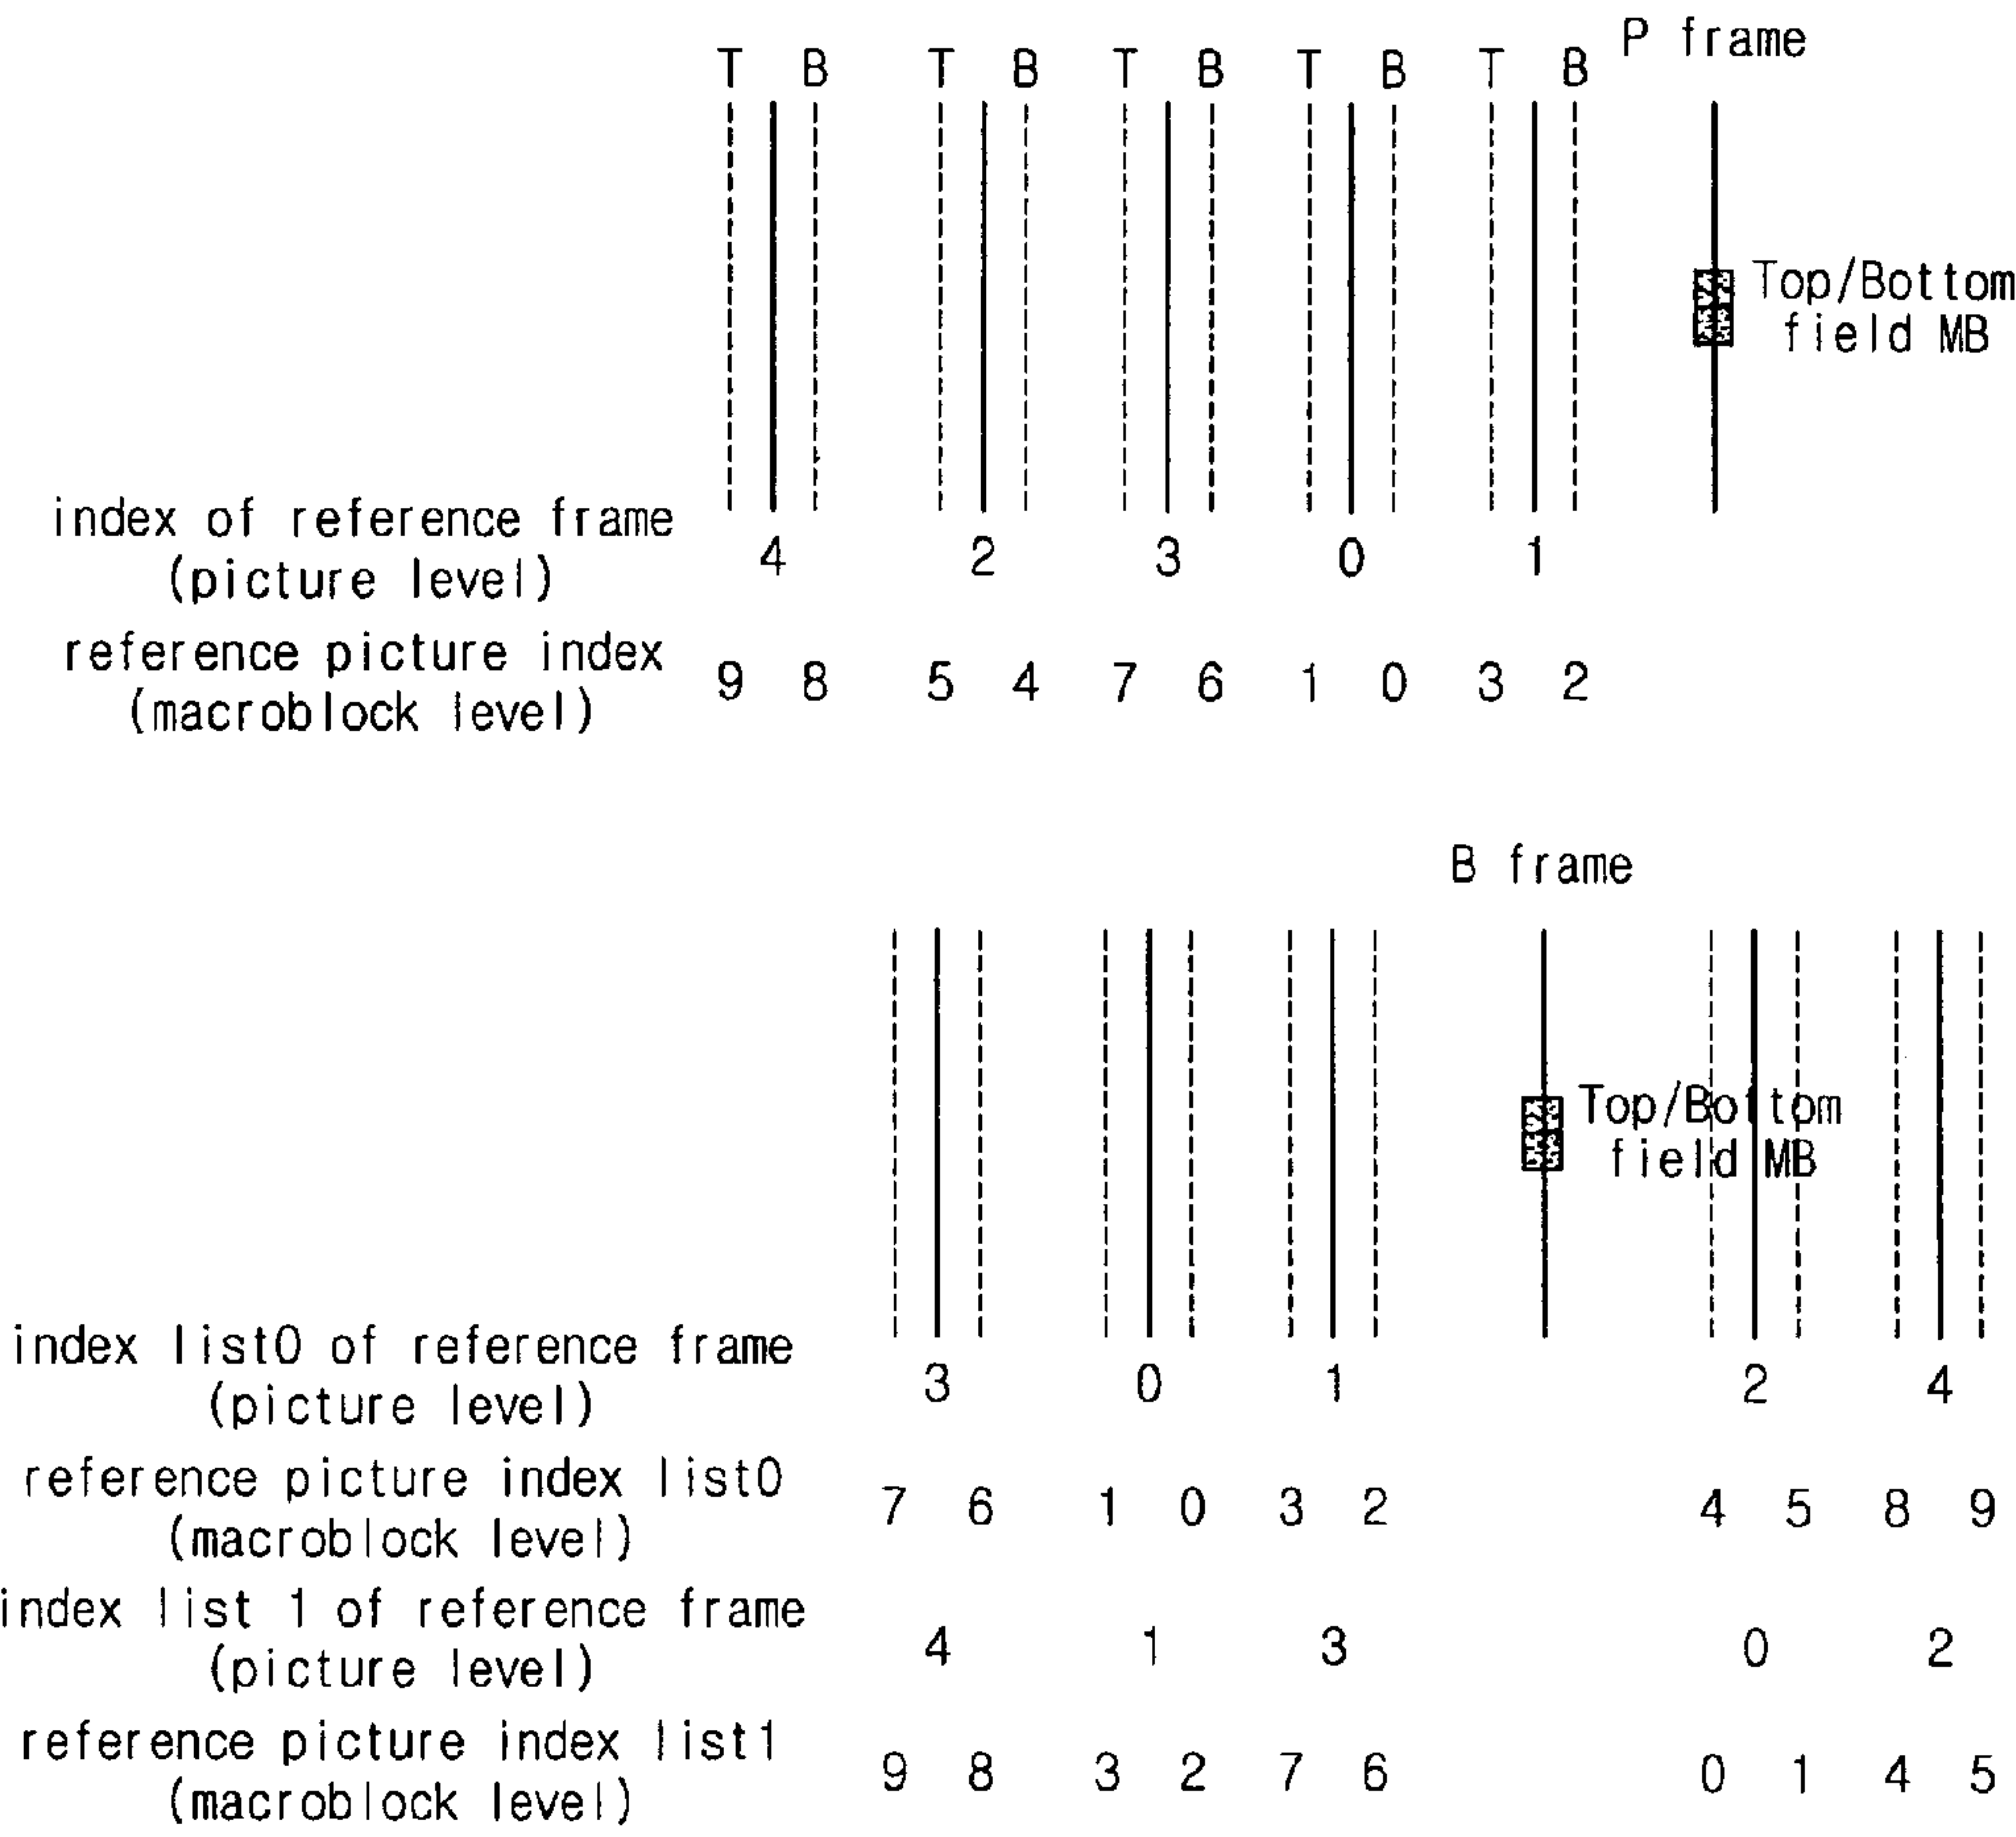 P frame
T B T B T B T B T B
Top/Bottom
field MB
index of reference frame
(picture level)
4 2 3 0 1
reference picture index
(macroblock level)
9 8 5 4 7 6 1 0 3 2
B frame
Top/Bottom
field MB
index list0 of reference frame
(picture level)
3 0 1 2 4
reference picture index list0
(macroblock level)
7 6 1 0 3 2 4 5 8 9
index list 1 of reference frame
(picture level)
4 1 3 0 2
reference picture index list1
(macroblock level)
9 8 3 2 7 6 0 1 4 5